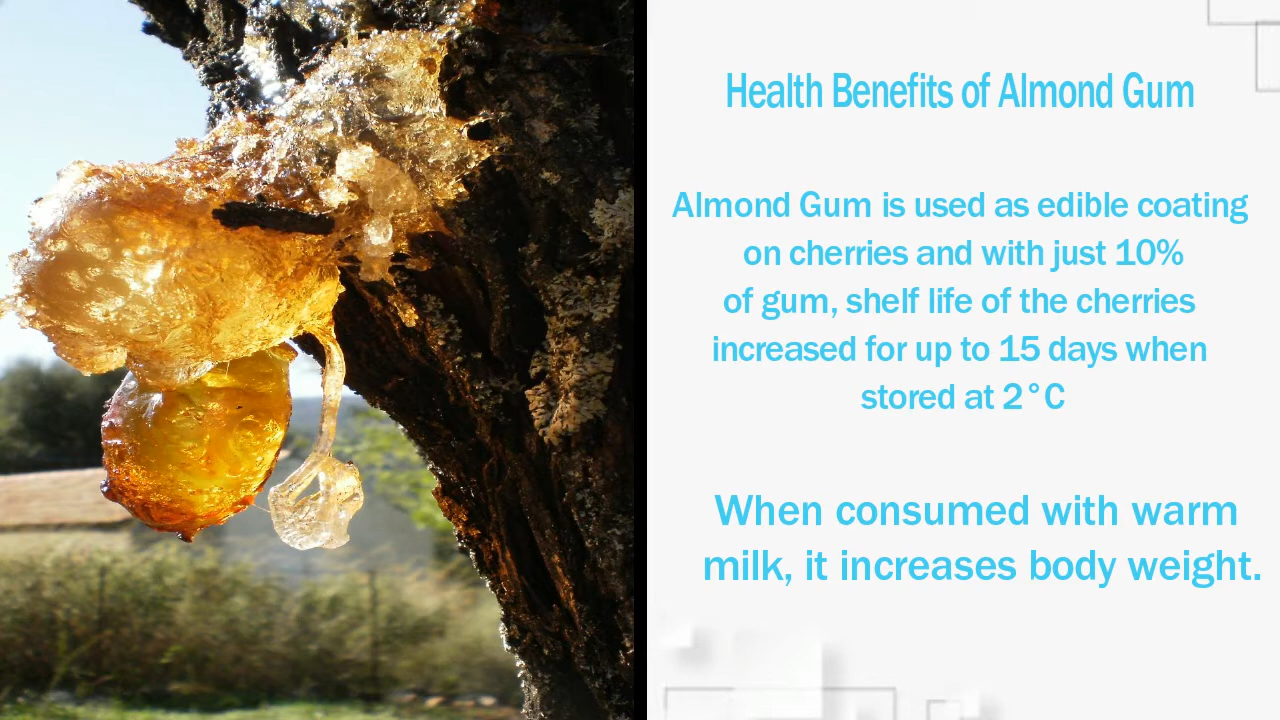 Health Benefits of Almond Gum
Almond Gum is used as edible coating
on cherries and with just 10%
of gum, shelf life of the cherries
increased for up to 15 days when
stored at 2°C
When consumed with warm
milk, it increases body weight.